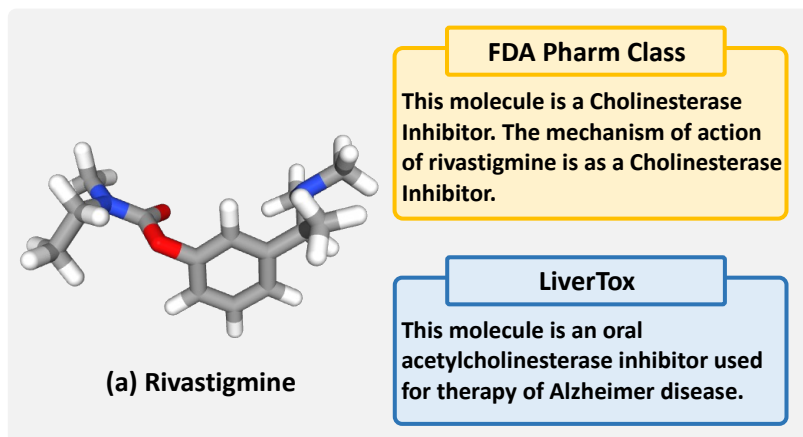 FDA Pharm Class
This molecule is a Cholinesterase
Inhibitor. The mechanism of action
of rivastigmine is as a Cholinesterase
Inhibitor.
LiverTox
This molecule is an oral
acetylcholinesterase inhibitor used
for therapy of Alzheimer disease.
(a) Rivastigmine